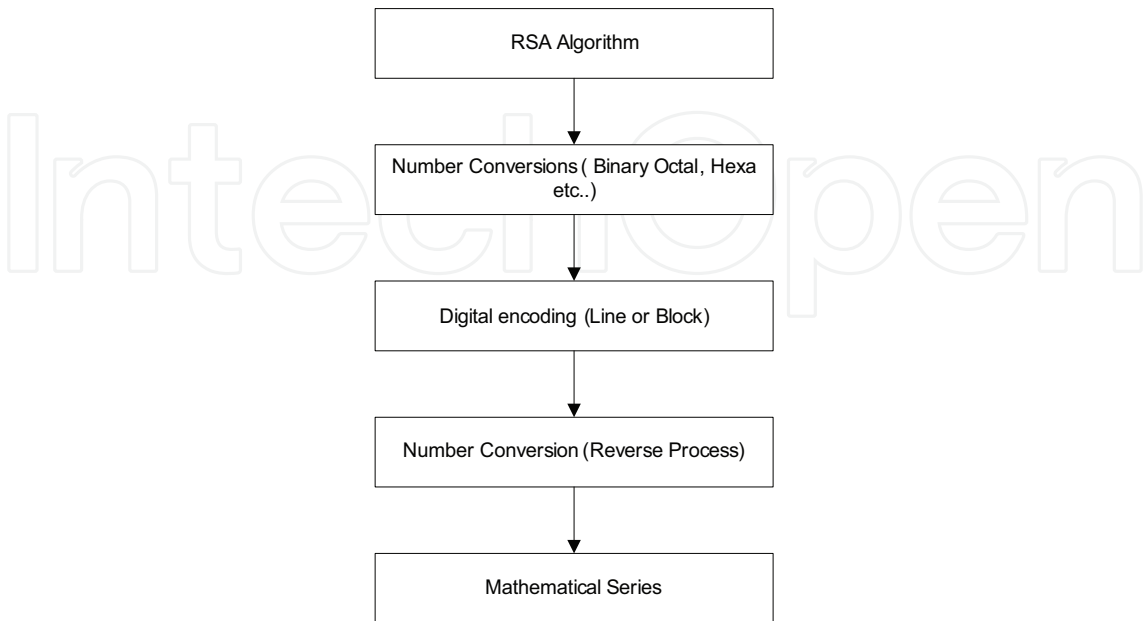 RSA Algorithm
Number Conversions ( Binary Octal, Hexa
etc..)
IntechOpen
Digital encoding (Line or Block)
Number Conversion (Reverse Process)
Mathematical Series